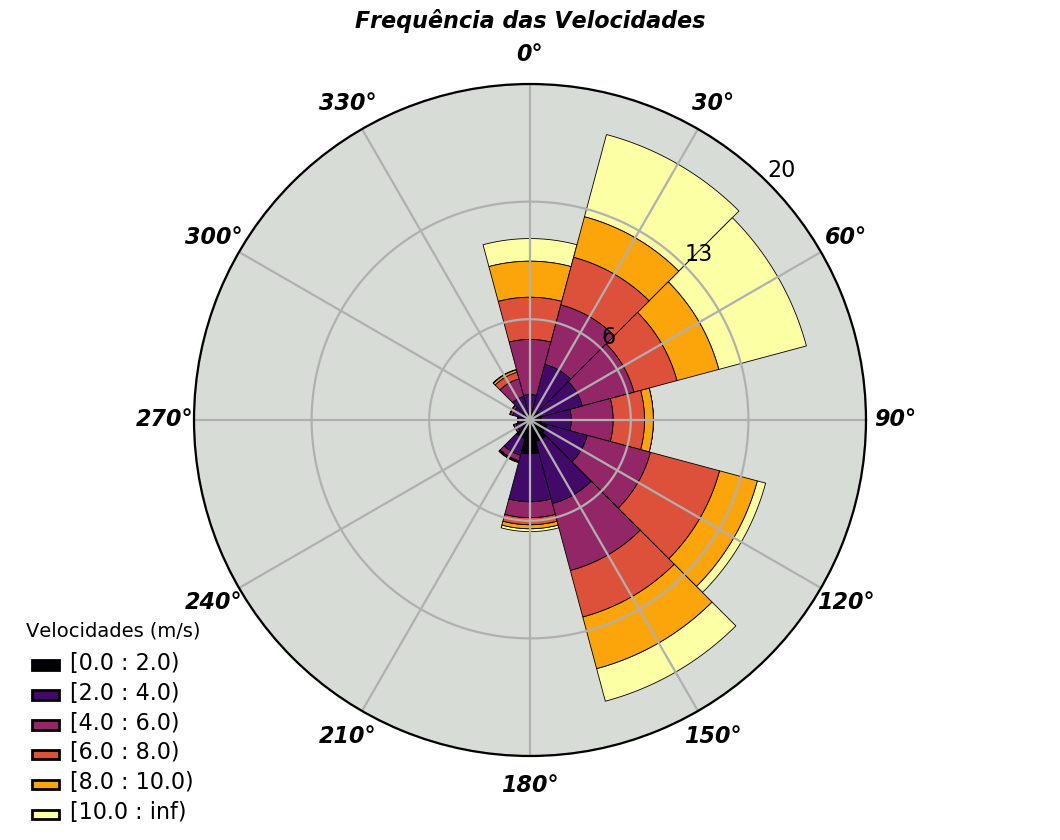 Frequência das Velocidades
0°
330°
30°
20
300°
60°
13
6
270°
90°
240°
120°
210°
150°
180°
Velocidades (m/s)
[0.0 : 2.0)
[2.0 : 4.0)
[4.0 : 6.0)
[6.0 : 8.0)
[8.0 : 10.0)
[10.0 : inf)